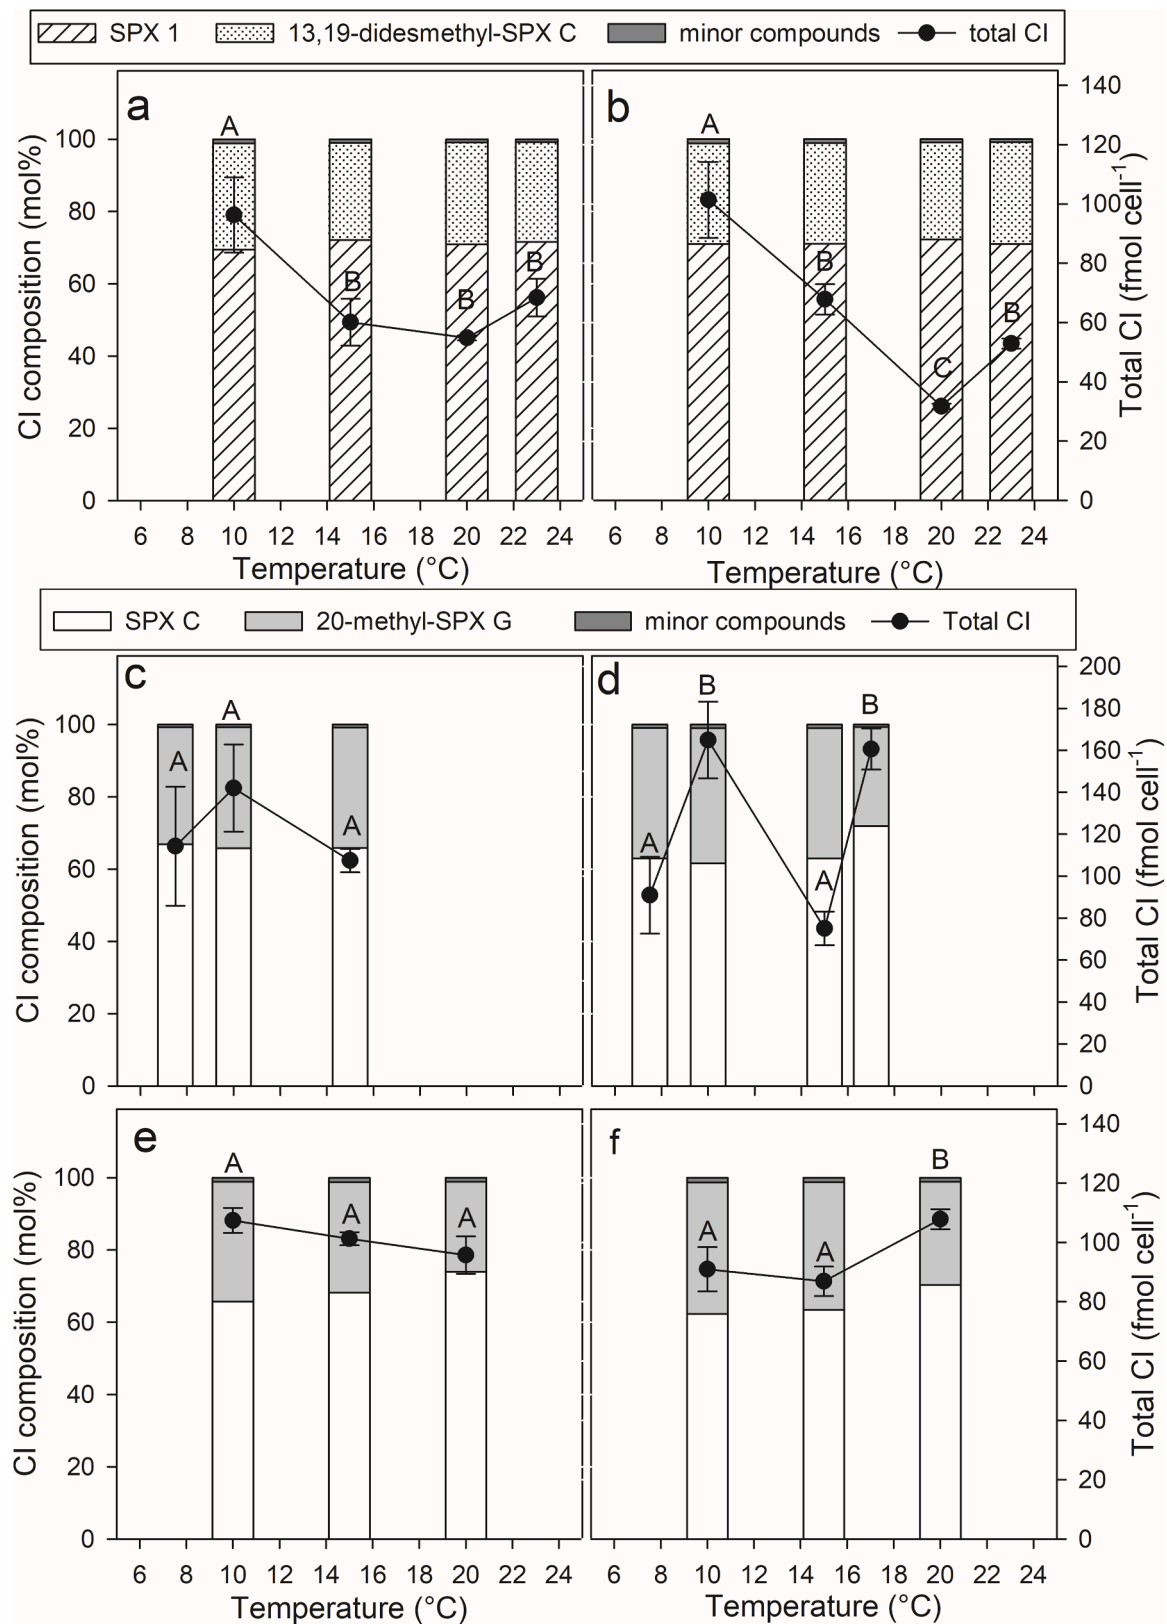 SPX 1 13,19-didesmethyl-SPX C minor compounds total CI
a b
CI composition (mol%)
100
80
60
40
20
0
A
B
B
B
A
B
C
B
140
120
100
80
60
40
20
0
Total CI (fmol cell-1)
6 8 10 12 14 16 18 20 22 24 6 8 10 12 14 16 18 20 22 24
Temperature (°C) Temperature (°C)
SPX C 20-methyl-SPX G minor compounds Total CI
c d
CI composition (mol%)
100
80
60
40
20
0
A
A
A
A
B
A
B
200
180
160
140
120
100
80
60
40
20
0
Total CI (fmol cell-1)
e f
CI composition (mol%)
100
80
60
40
20
0
A
A
A
A
A
B
140
120
100
80
60
40
20
0
Total CI (fmol cell-1)
6 8 10 12 14 16 18 20 22 24 6 8 10 12 14 16 18 20 22 24
Temperature (°C) Temperature (°C)